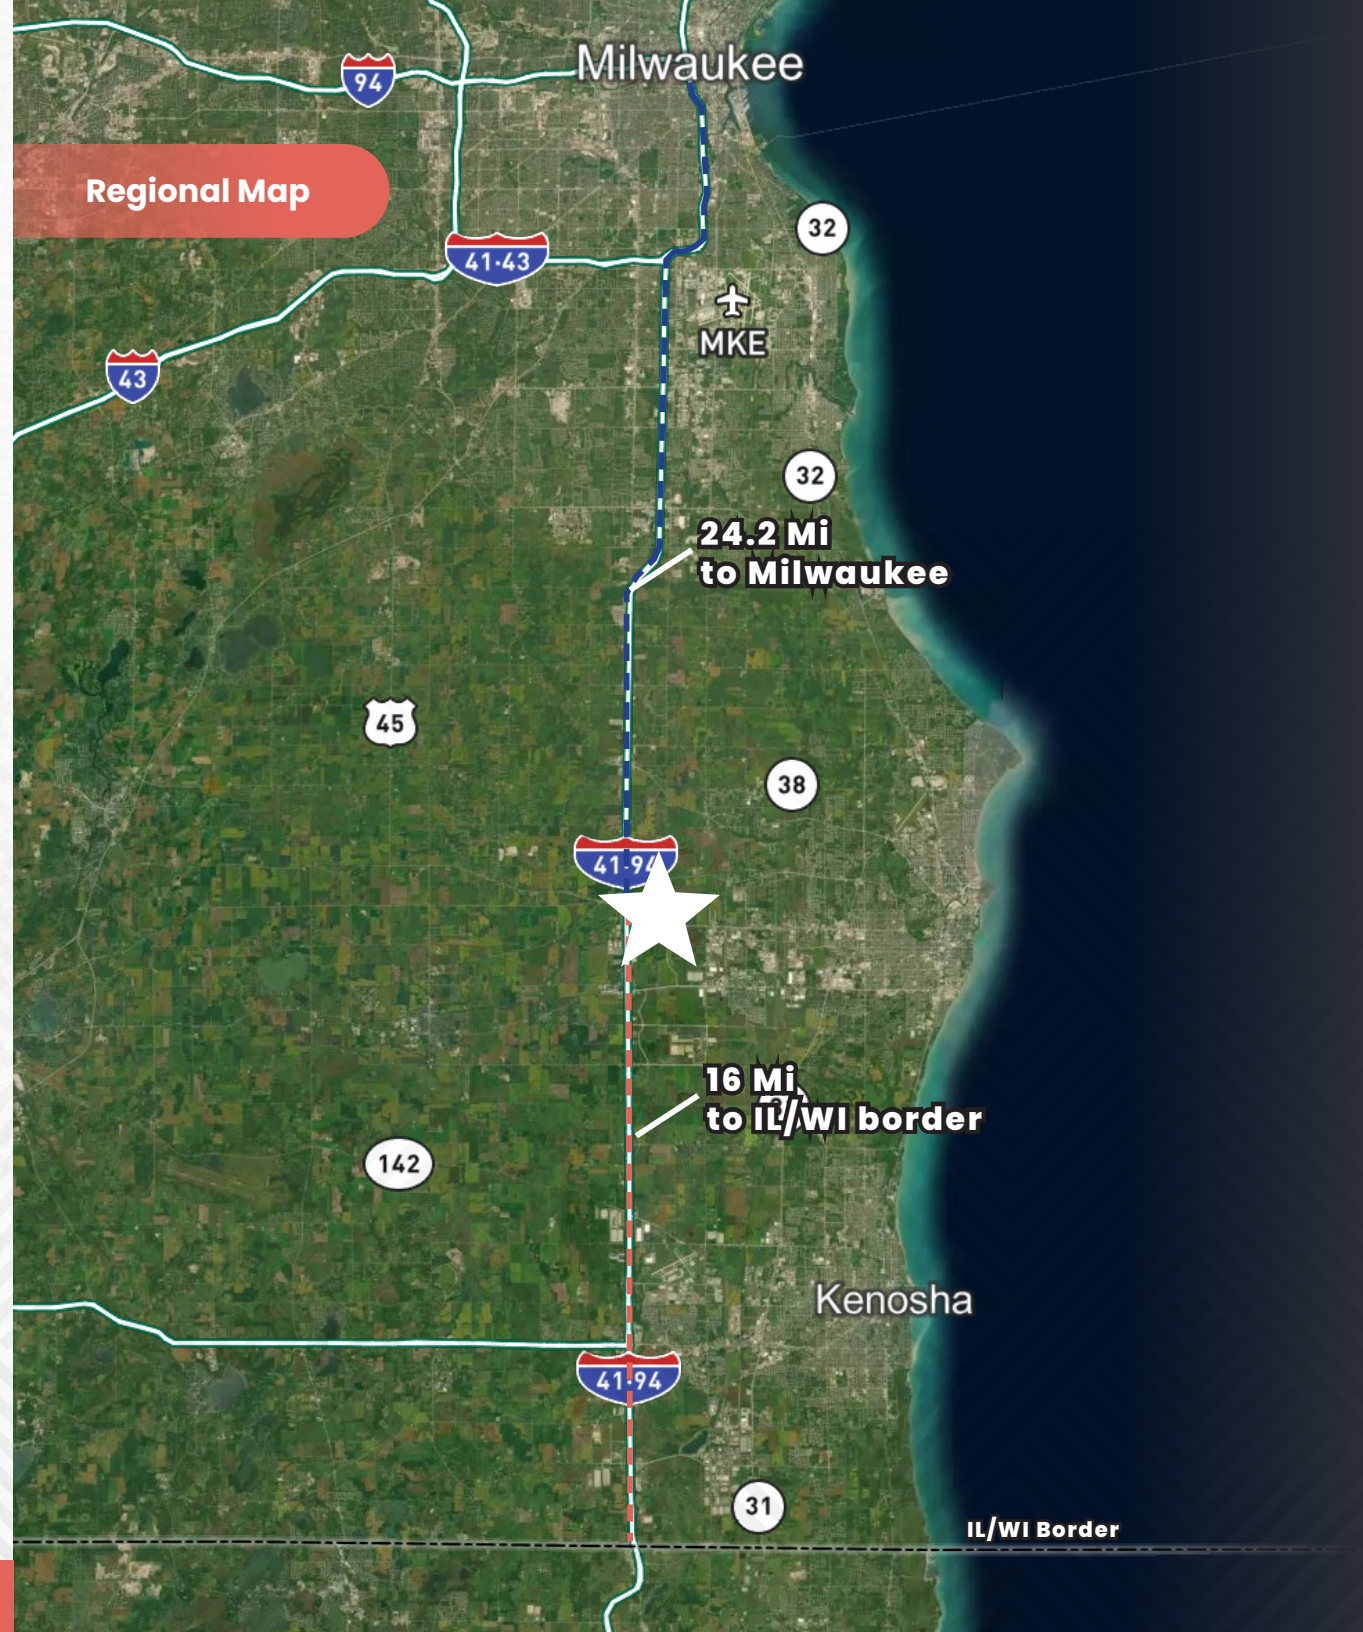 Milwaukee
94
Regional Map
32
41·43
MKE
43
32
24.2 Mi
to Milwaukee
45
38
41·94
16 Mi
to IL/WI border
142
Kenosha
41·94
31
IL/WI Border